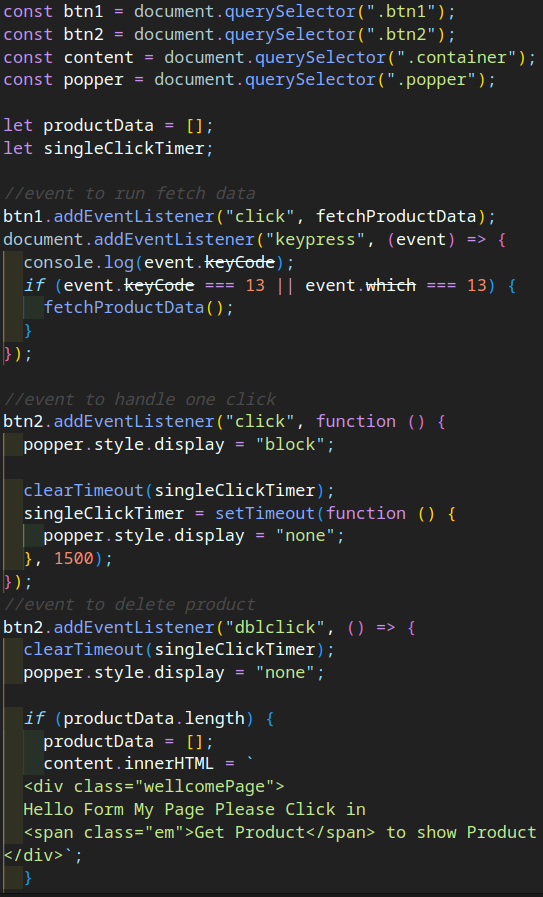 const btn1 = document.querySelector(".btn1");
const btn2 = document.querySelector(".btn2");
const content = document.querySelector(".container");
const popper = document.querySelector(".popper");

let productData = [];
let singleClickTimer;

//event to run fetch data
btn1.addEventListener("click", fetchProductData);
document.addEventListener("keypress", (event) => {
  console.log(event.keyCode);
  if (event.keyCode === 13 || event.which === 13) {
    fetchProductData();
  }
});

//event to handle one click
btn2.addEventListener("click", function () {
  popper.style.display = "block";

  clearTimeout(singleClickTimer);
  singleClickTimer = setTimeout(function () {
    popper.style.display = "none";
  }, 1500);
});
//event to delete product
btn2.addEventListener("dblclick", () => {
  clearTimeout(singleClickTimer);
  popper.style.display = "none";

  if (productData.length) {
    productData = [];
    content.innerHTML = `
  <div class="wellcomePage">
  Hello Form My Page Please Click in
  <span class="em">Get Product</span> to show Product
</div>`;
  }